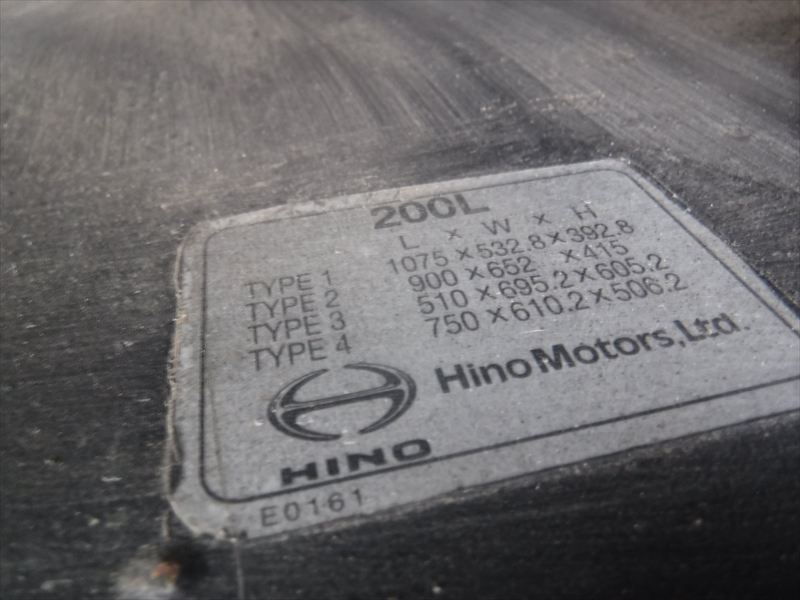 200L
L × W × H
TYPE 1 1075×532.8×392.8
TYPE 2 900×652 ×415
TYPE 3 510×695.2×605.2
TYPE 4 750×610.2×506.2
Hino Motors, Ltd.
HINO
E0161